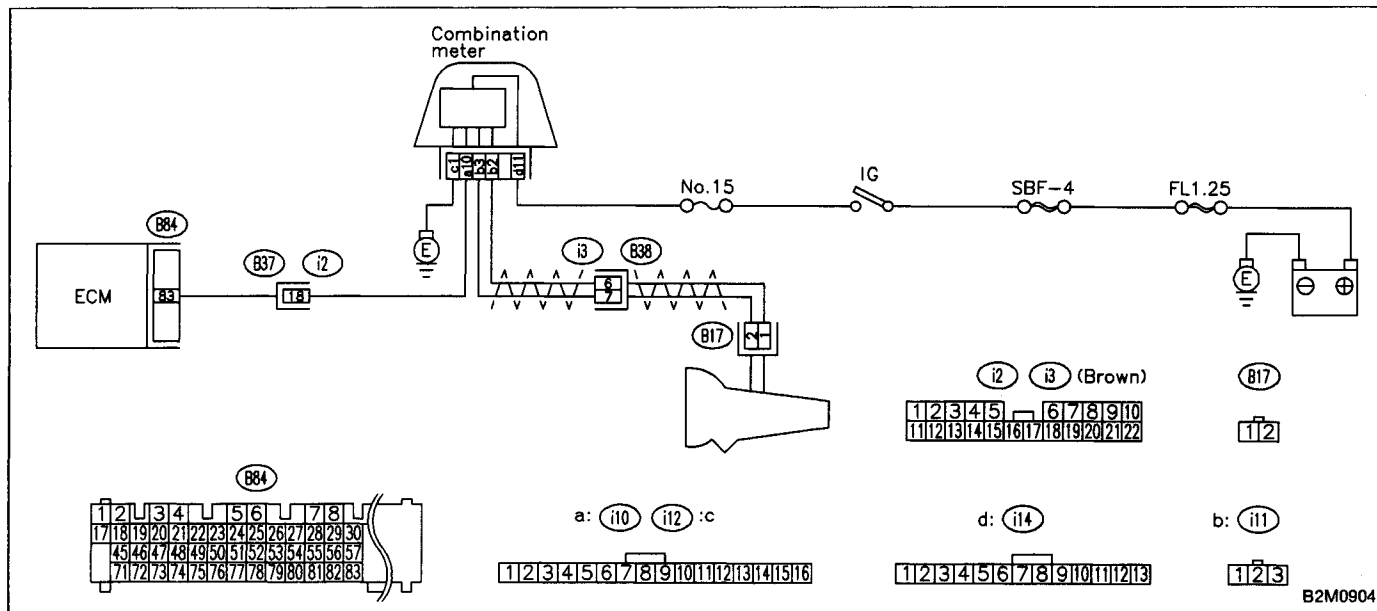 Combination
meter
c1 a10 b3 b2 d11
No.15 IG SBF-4 FL1.25
E
B84
ECM 83
B37 i2
18
i3 B38
6
7
E
⊖ ⊕
B17
2 1
i2 i3 (Brown)
1 2 3 4 5 6 7 8 9 10
11 12 13 14 15 16 17 18 19 20 21 22
B17
1 2
B84
1 2 3 4 5 6 7 8
17 18 19 20 21 22 23 24 25 26 27 28 29 30
45 46 47 48 49 50 51 52 53 54 55 56 57
71 72 73 74 75 76 77 78 79 80 81 82 83
a: i10 i12 :c
1 2 3 4 5 6 7 8 9 10 11 12 13 14 15 16
d: i14
1 2 3 4 5 6 7 8 9 10 11 12 13
b: i11
1 2 3
B2M0904